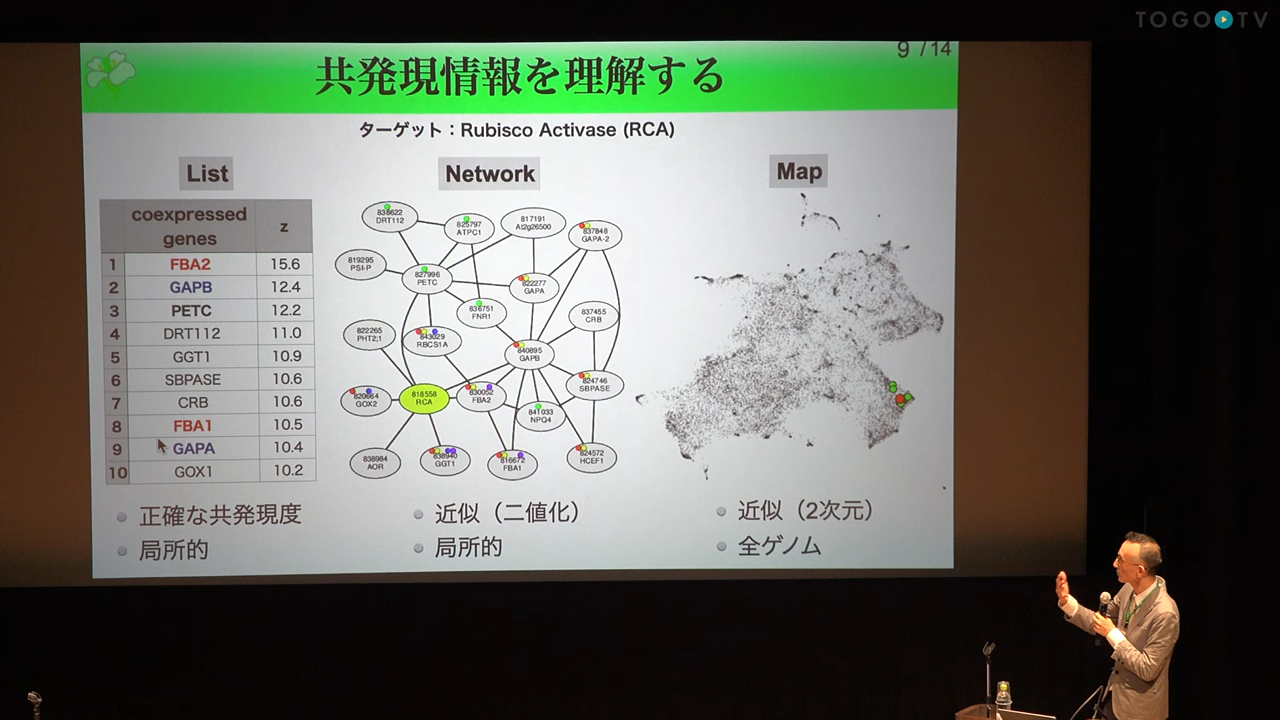 TOGO TV
9 /14
共発現情報を理解する
ターゲット：Rubisco Activase (RCA)
List
coexpressed genes z
1 FBA2 15.6
2 GAPB 12.4
3 PETC 12.2
4 DRT112 11.0
5 GGT1 10.9
6 SBPASE 10.6
7 CRB 10.6
8 FBA1 10.5
9 GAPA 10.4
10 GOX1 10.2
正確な共発現度
局所的
Network
838622
DRT112
825797
ATPC1
817191
At2g26500
837848
GAPA-2
819295
PSI-P
827996
PETC
822277
GAPA
836751
FNR1
837455
CRB
822265
PHT2;1
843029
RBCS1A
840895
GAPB
824746
SBPASE
820664
GOX2
818558
RCA
830052
FBA2
841033
NPQ4
838984
AOR
838940
GGT1
816672
FBA1
824572
HCEF1
近似（二値化）
局所的
Map
近似（2次元）
全ゲノム